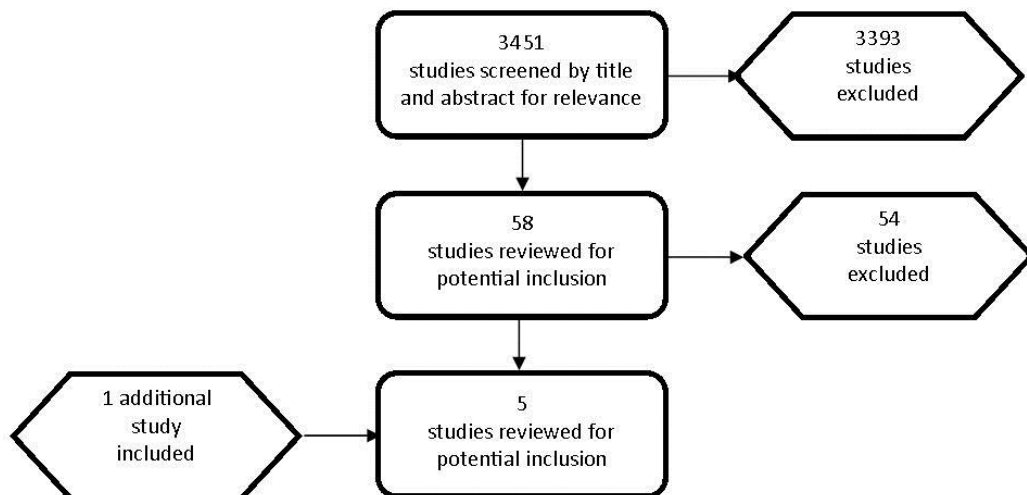 3451
studies screened by title
and abstract for relevance
3393
studies
excluded
58
studies reviewed for
potential inclusion
54
studies
excluded
1 additional
study
included
5
studies reviewed for
potential inclusion